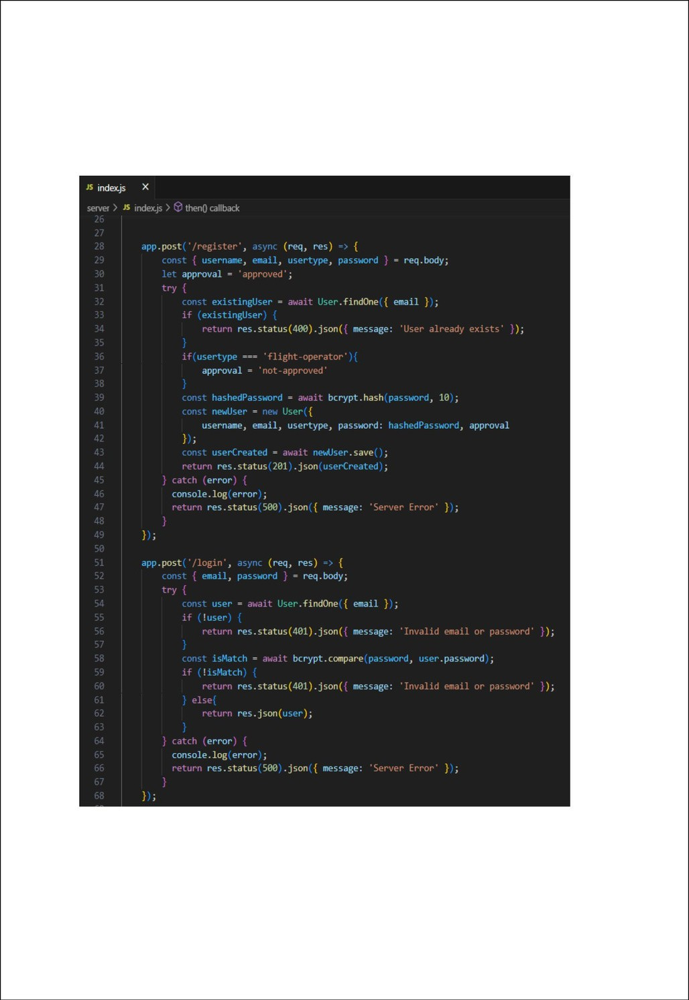 JS index.js ×
server > JS index.js > then() callback
26
27
28 app.post('/register', async (req, res) => {
29 const { username, email, usertype, password } = req.body;
30 let approval = 'approved';
31 try {
32 const existingUser = await User.findOne({ email });
33 if (existingUser) {
34 return res.status(400).json({ message: 'User already exists' });
35 }
36 if(usertype === 'flight-operator'){
37 approval = 'not-approved'
38 }
39 const hashedPassword = await bcrypt.hash(password, 10);
40 const newUser = new User({
41 username, email, usertype, password: hashedPassword, approval
42 });
43 const userCreated = await newUser.save();
44 return res.status(201).json(userCreated);
45 } catch (error) {
46 console.log(error);
47 return res.status(500).json({ message: 'Server Error' });
48 }
49 });
50
51 app.post('/login', async (req, res) => {
52 const { email, password } = req.body;
53 try {
54 const user = await User.findOne({ email });
55 if (!user) {
56 return res.status(401).json({ message: 'Invalid email or password' });
57 }
58 const isMatch = await bcrypt.compare(password, user.password);
59 if (!isMatch) {
60 return res.status(401).json({ message: 'Invalid email or password' });
61 } else{
62 return res.json(user);
63 }
64 } catch (error) {
65 console.log(error);
66 return res.status(500).json({ message: 'Server Error' });
67 }
68 });